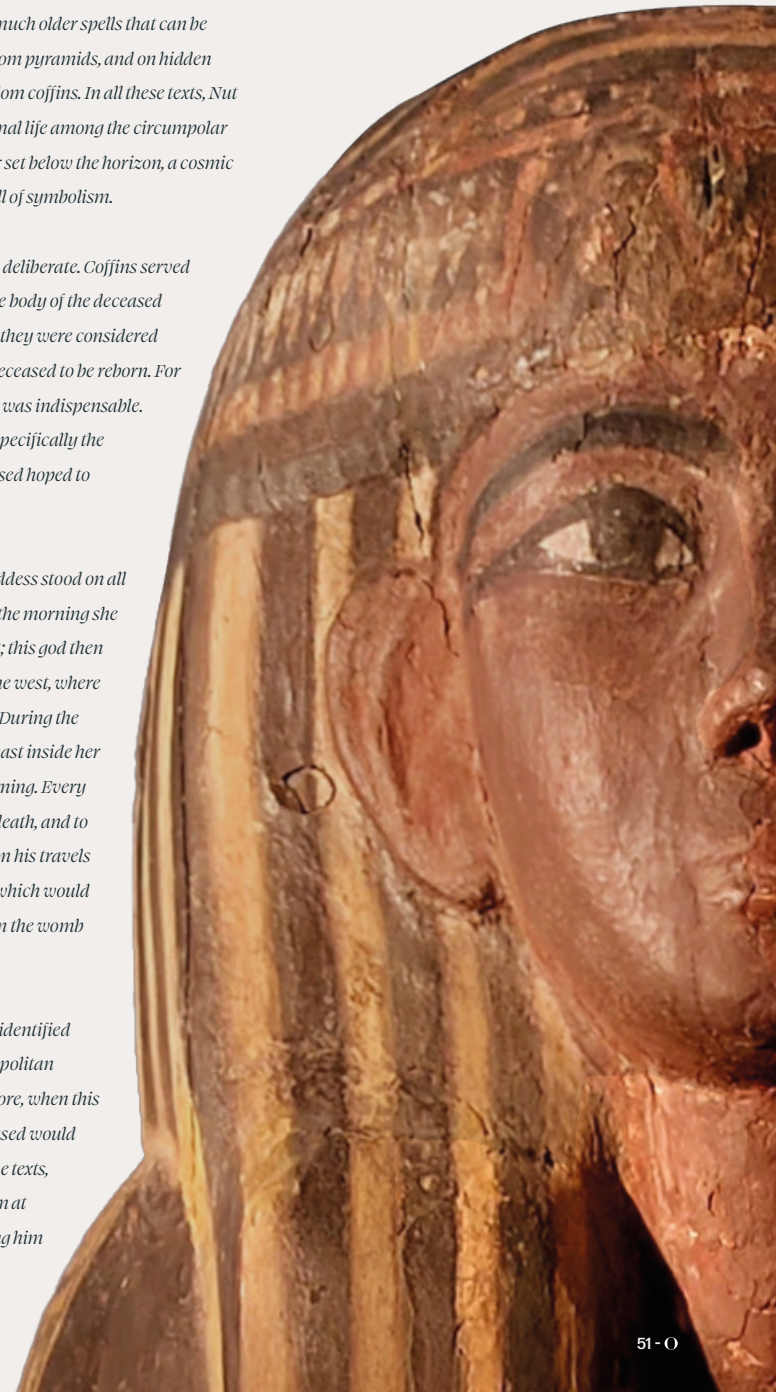 much older spells that can be
om pyramids, and on hidden
om coffins. In all these texts, Nut
nal life among the circumpolar
r set below the horizon, a cosmic
ll of symbolism.
deliberate. Coffins served
e body of the deceased
they were considered
eceased to be reborn. For
was indispensable.
pecifically the
sed hoped to
ddess stood on all
the morning she
; this god then
he west, where
During the
east inside her
ning. Every
death, and to
n his travels
which would
n the womb
identified
politan
ore, when this
sed would
e texts,
n at
g him
51 - O